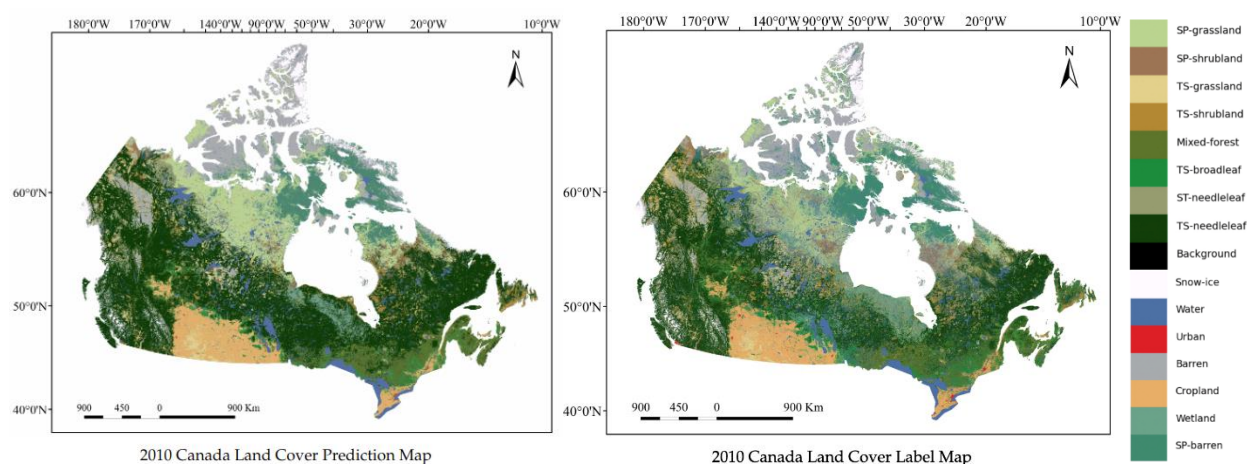 180°0'W 170°0'W 140°0'W 90°0'W 50°0'W 30°0'W 20°0'W 10°0'W
N
60°0'N
50°0'N
40°0'N
900 450 0 900 Km
2010 Canada Land Cover Prediction Map
180°0'W 170°0'W 140°0'W 90°0'W 50°0'W 30°0'W 20°0'W 10°0'W
N
60°0'N
50°0'N
40°0'N
900 450 0 900 Km
2010 Canada Land Cover Label Map
SP-grassland
SP-shrubland
TS-grassland
TS-shrubland
Mixed-forest
TS-broadleaf
ST-needleleaf
TS-needleleaf
Background
Snow-ice
Water
Urban
Barren
Cropland
Wetland
SP-barren